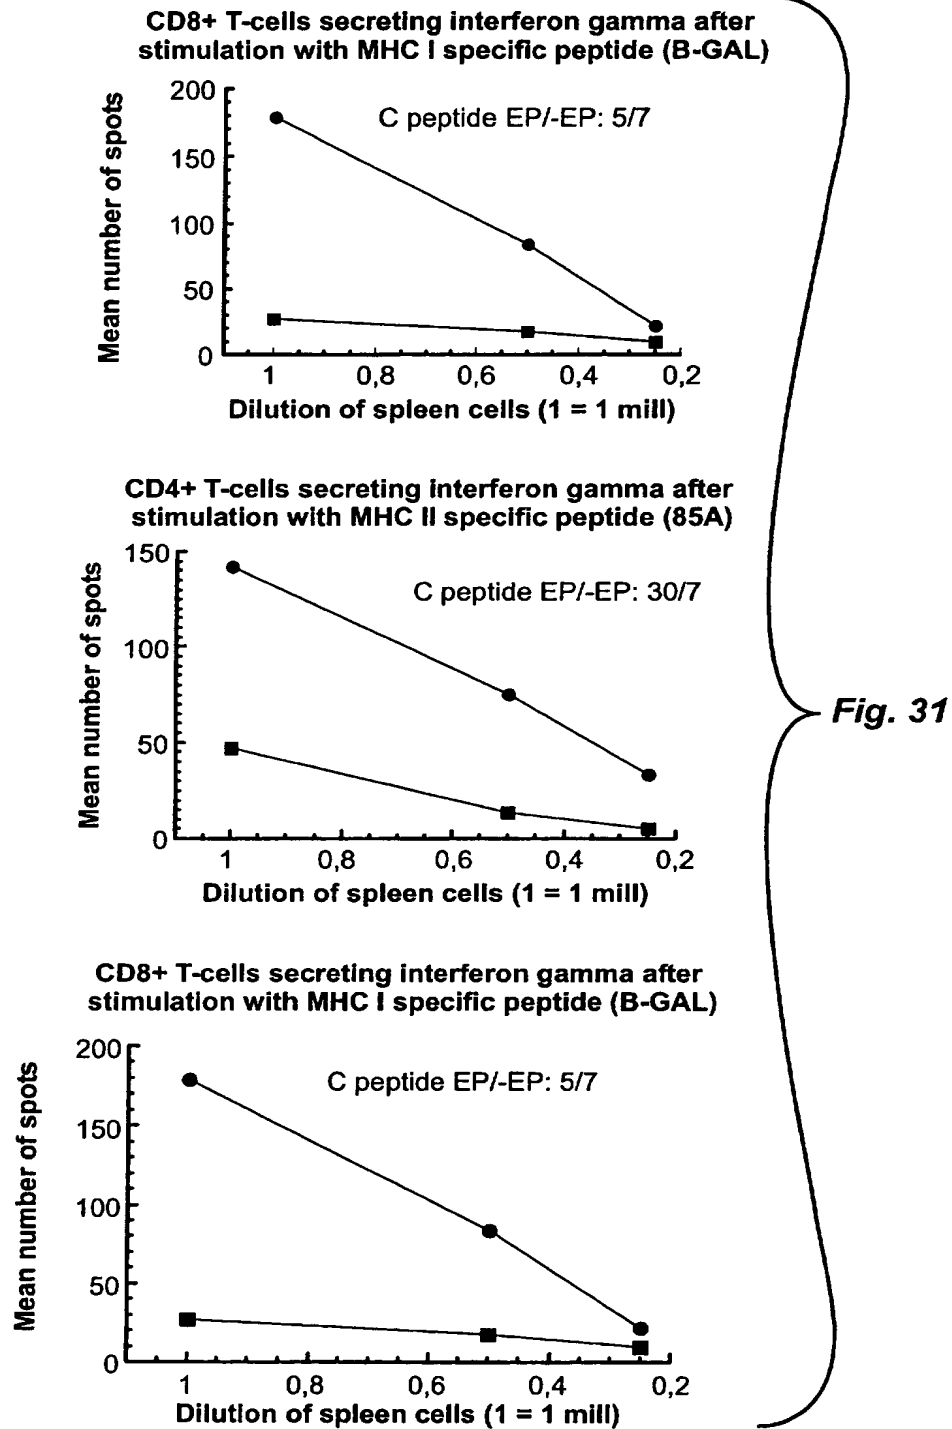 CD8+ T-cells secreting interferon gamma after
stimulation with MHC I specific peptide (B-GAL)
200
150
100
50
0
Mean number of spots
C peptide EP/-EP: 5/7
1 0,8 0,6 0,4 0,2
Dilution of spleen cells (1 = 1 mill)
CD4+ T-cells secreting interferon gamma after
stimulation with MHC II specific peptide (85A)
150
100
50
0
Mean number of spots
C peptide EP/-EP: 30/7
1 0,8 0,6 0,4 0,2
Dilution of spleen cells (1 = 1 mill)
Fig. 31
CD8+ T-cells secreting interferon gamma after
stimulation with MHC I specific peptide (B-GAL)
200
150
100
50
0
Mean number of spots
C peptide EP/-EP: 5/7
1 0,8 0,6 0,4 0,2
Dilution of spleen cells (1 = 1 mill)